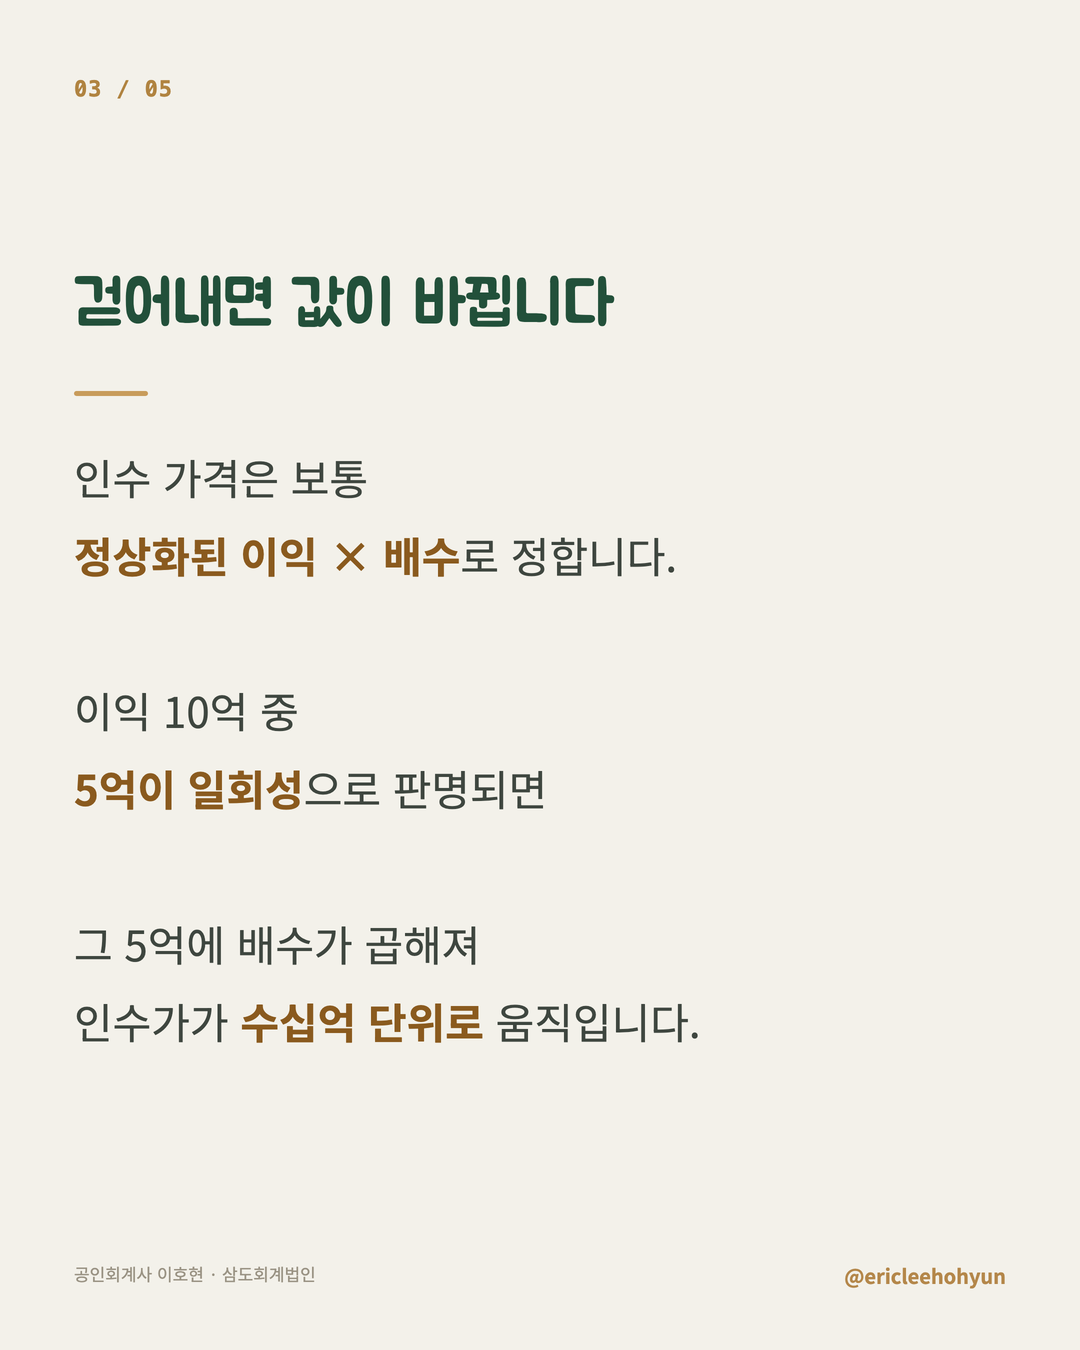 03 / 05
걷어내면 값이 바뀝니다
인수 가격은 보통
정상화된 이익 × 배수로 정합니다.
이익 10억 중
5억이 일회성으로 판명되면
그 5억에 배수가 곱해져
인수가가 수십억 단위로 움직입니다.
공인회계사 이호현 · 삼도회계법인
@ericleehohyun